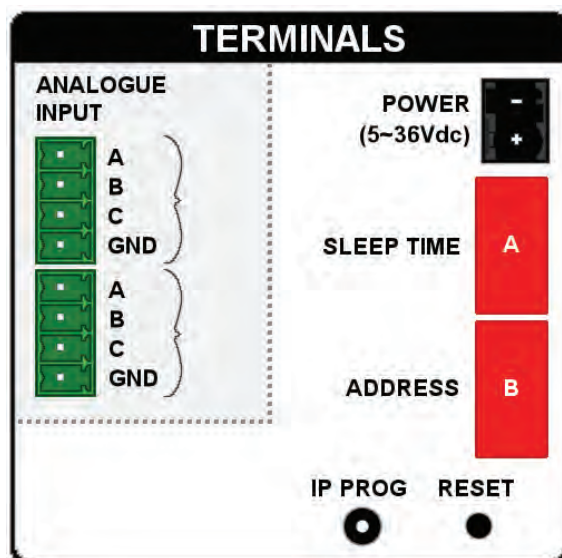 TERMINALS
ANALOGUE
INPUT
A
B
C
GND
A
B
C
GND
POWER
(5~36Vdc)
-
+
SLEEP TIME
A
ADDRESS
B
IP PROG
RESET